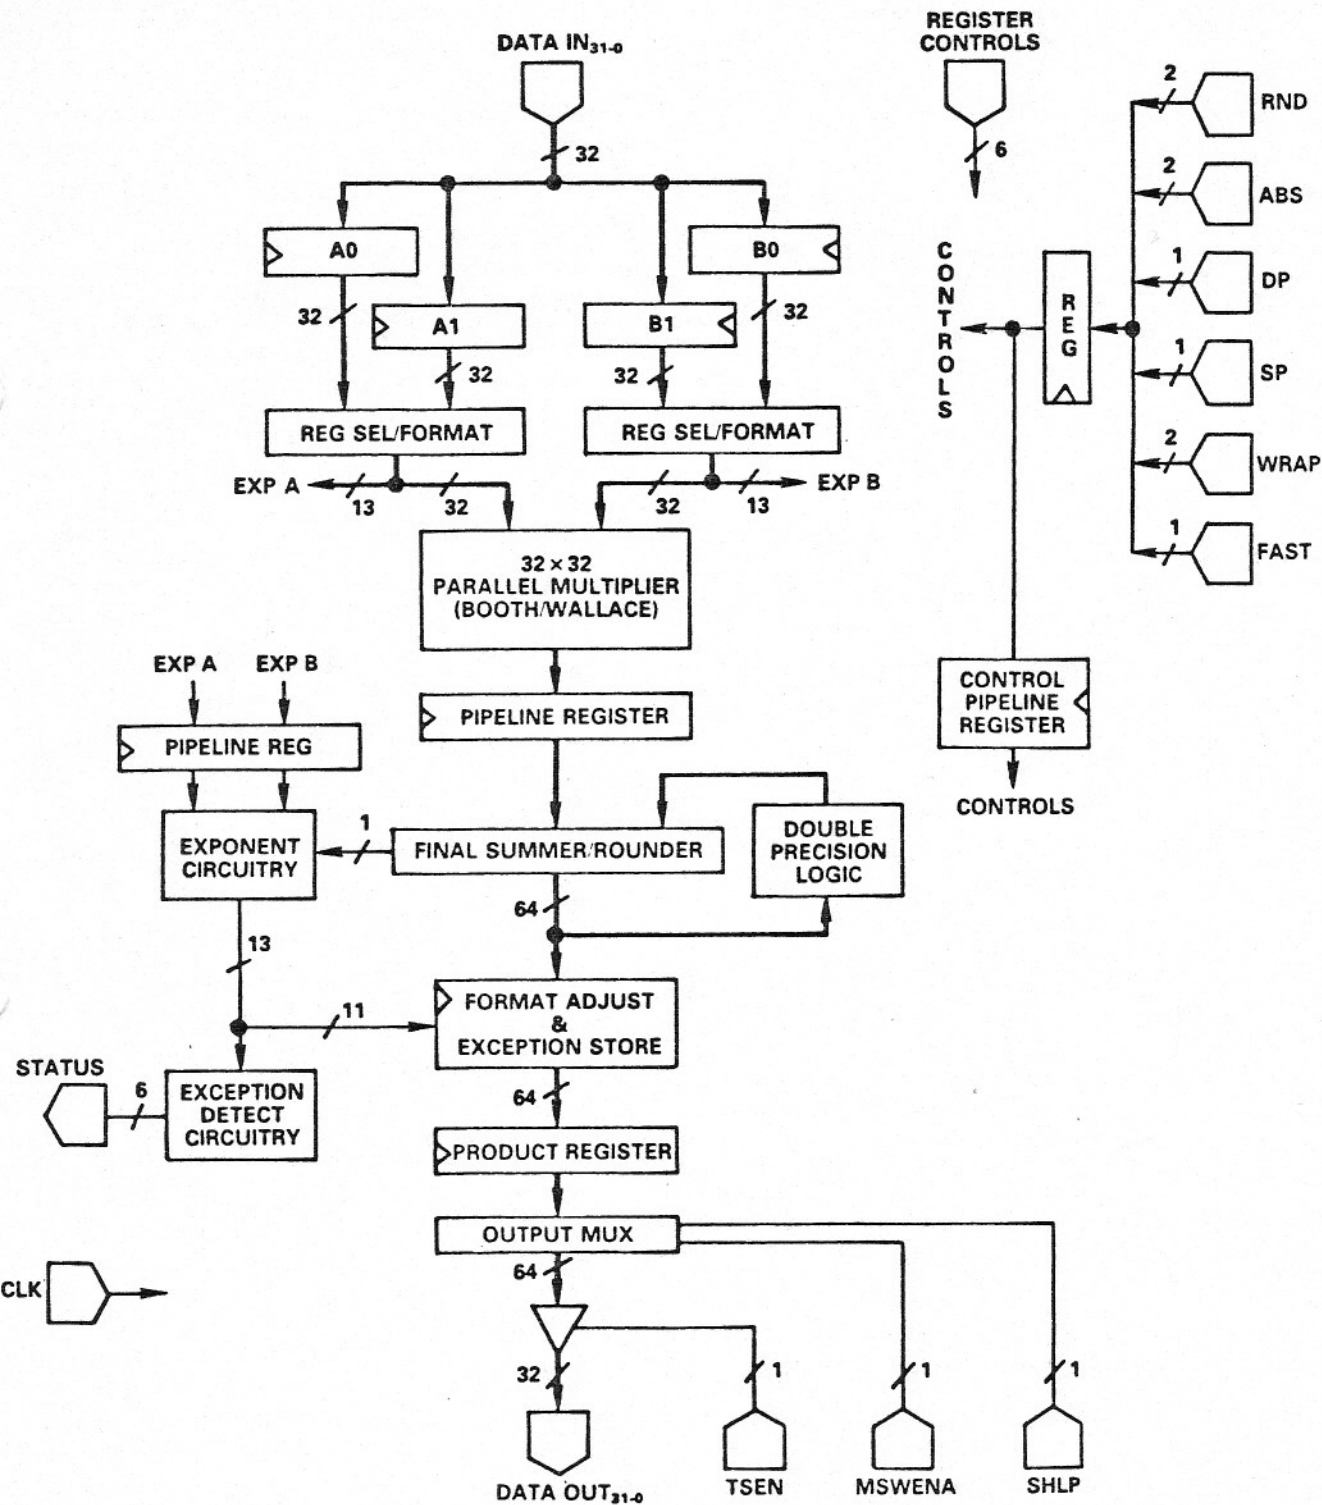 DATA IN31-0
32
A0
B0
32
32
A1
B1
32
32
REG SEL/FORMAT
REG SEL/FORMAT
EXP A
13
32
32
13
EXP B
32 × 32
PARALLEL MULTIPLIER
(BOOTH/WALLACE)
EXP A
EXP B
PIPELINE REG
PIPELINE REGISTER
EXPONENT
CIRCUITRY
1
FINAL SUMMER/ROUNDER
DOUBLE
PRECISION
LOGIC
64
13
11
FORMAT ADJUST
&
EXCEPTION STORE
STATUS
6
EXCEPTION
DETECT
CIRCUITRY
64
PRODUCT REGISTER
OUTPUT MUX
64
CLK
32
DATA OUT31-0
1
TSEN
1
MSWENA
1
SHLP
REGISTER
CONTROLS
6
CONTROLS
REG
2
RND
2
ABS
1
DP
1
SP
2
WRAP
1
FAST
CONTROL
PIPELINE
REGISTER
CONTROLS